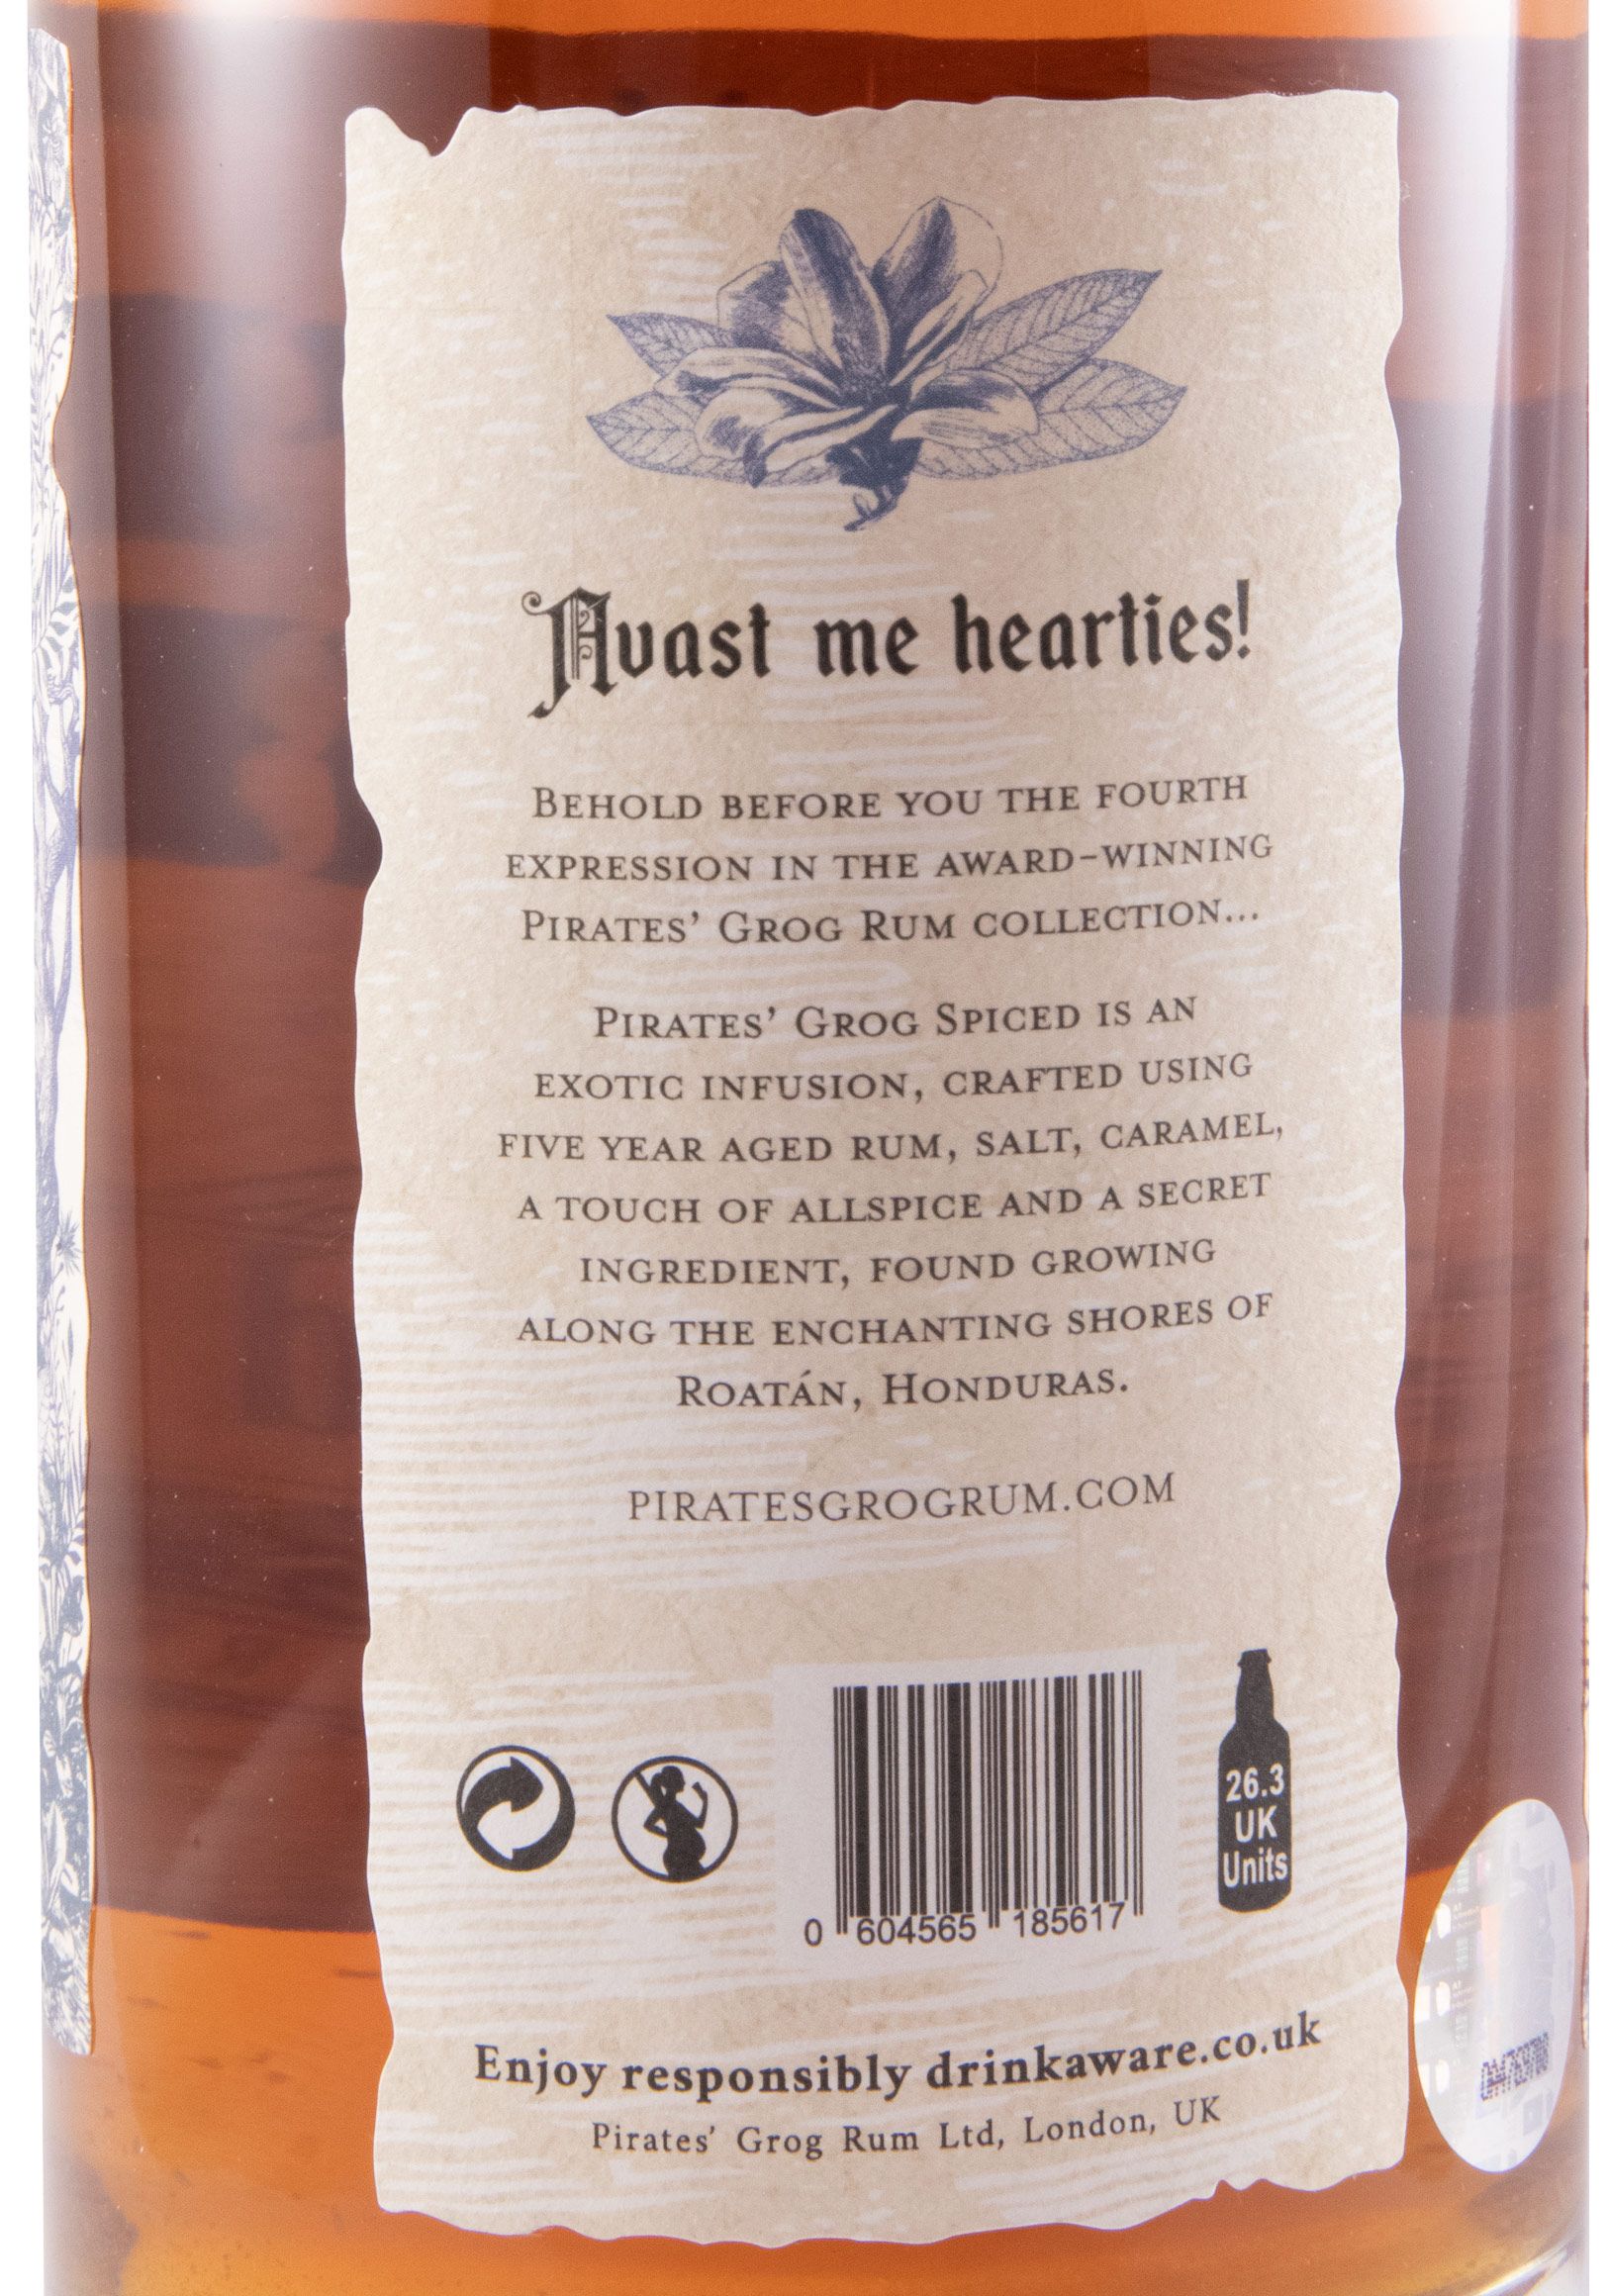 Avast me hearties!
Behold before you the fourth
expression in the award-winning
Pirates' Grog Rum collection...
Pirates' Grog Spiced is an
exotic infusion, crafted using
five year aged rum, salt, caramel,
a touch of allspice and a secret
ingredient, found growing
along the enchanting shores of
Roatán, Honduras.
PIRATESGROGRUM.COM
26.3
UK
Units
0 604565 185617
Enjoy responsibly drinkaware.co.uk
Pirates' Grog Rum Ltd, London, UK